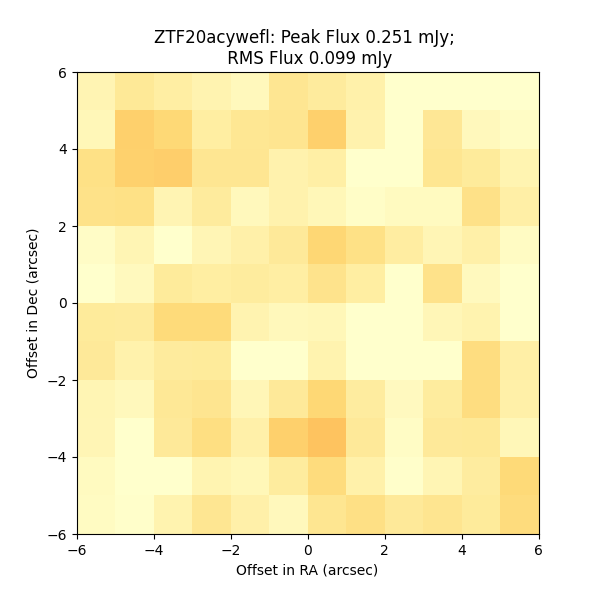 ZTF20acywefl: Peak Flux 0.251 mJy;
RMS Flux 0.099 mJy
6
4
2
0
−2
−4
−6
Offset in Dec (arcsec)
−6 −4 −2 0 2 4 6
Offset in RA (arcsec)